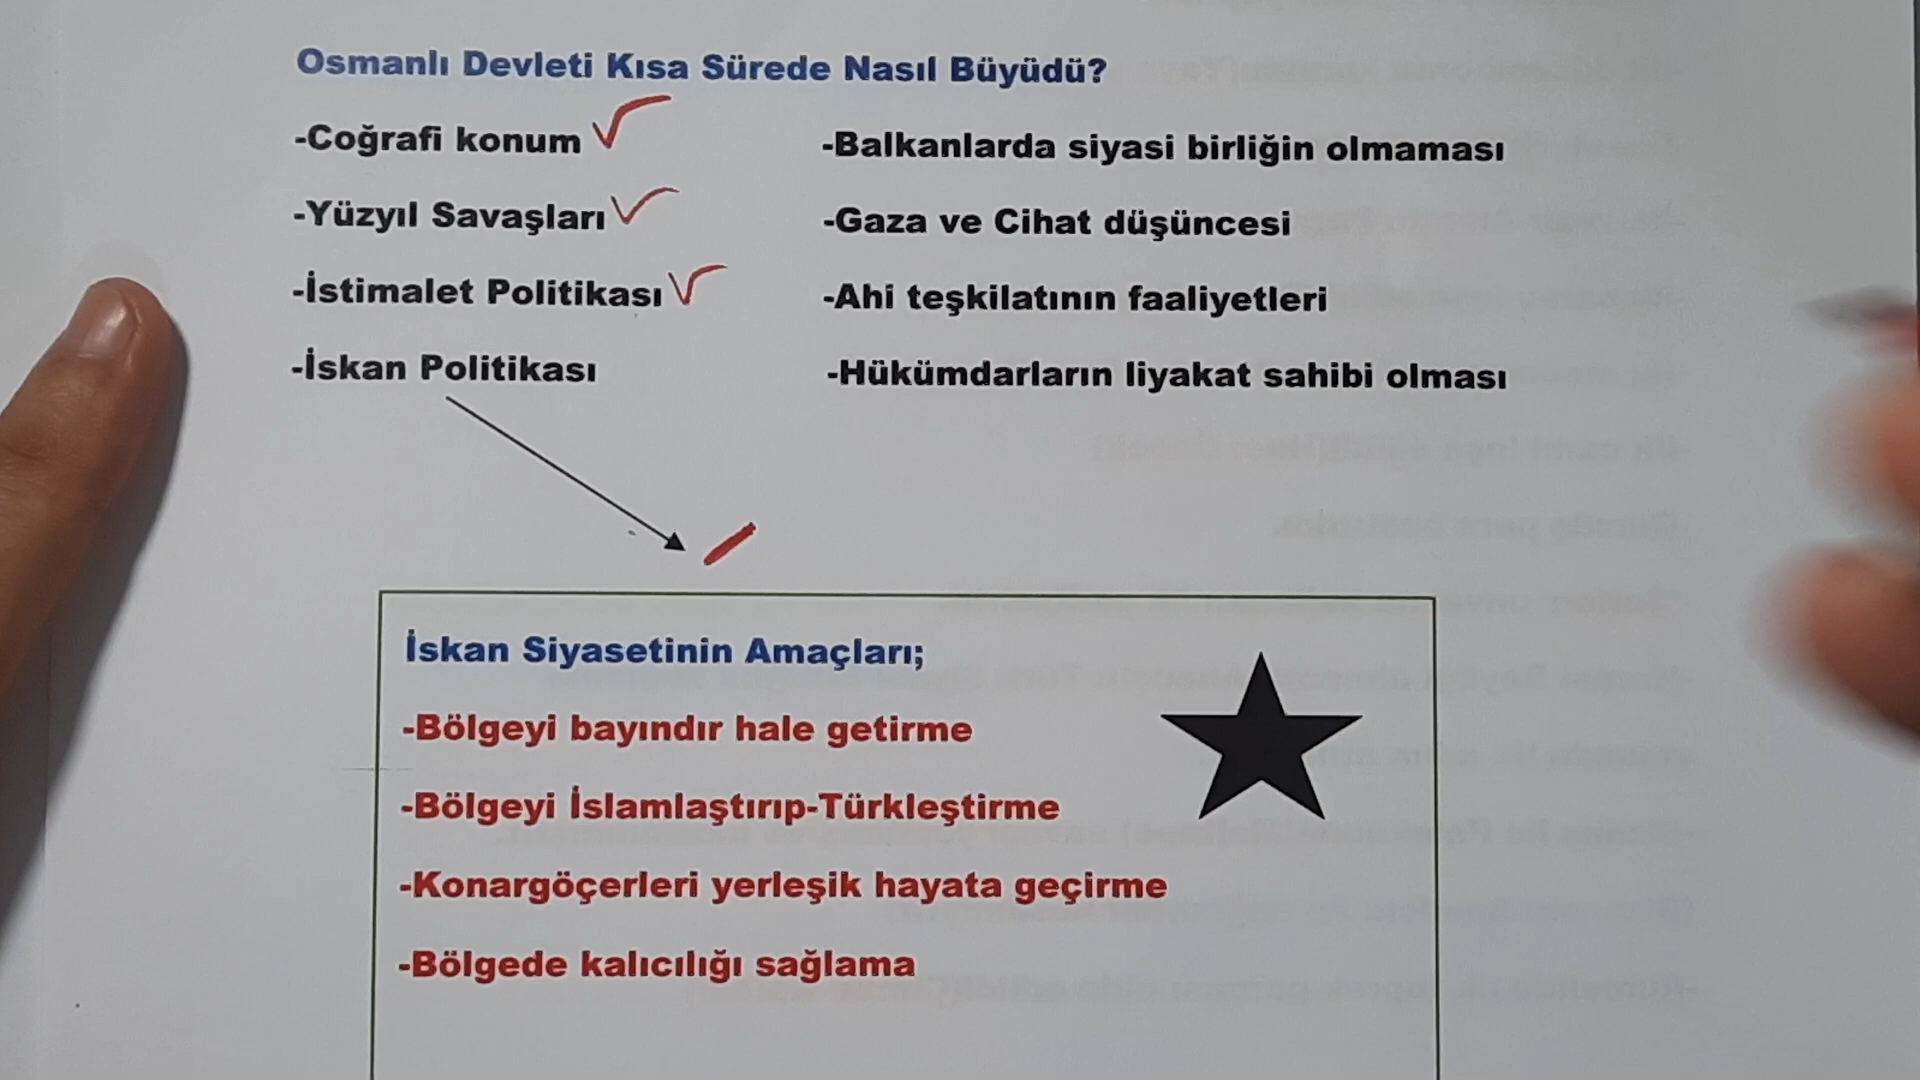 Osmanlı Devleti Kısa Sürede Nasıl Büyüdü?
-Coğrafi konum
-Yüzyıl Savaşları
-İstimalet Politikası
-İskan Politikası
-Balkanlarda siyasi birliğin olmaması
-Gaza ve Cihat düşüncesi
-Ahi teşkilatının faaliyetleri
-Hükümdarların liyakat sahibi olması
İskan Siyasetinin Amaçları;
-Bölgeyi bayındır hale getirme
-Bölgeyi İslamlaştırıp-Türkleştirme
-Konargöçerleri yerleşik hayata geçirme
-Bölgede kalıcılığı sağlama